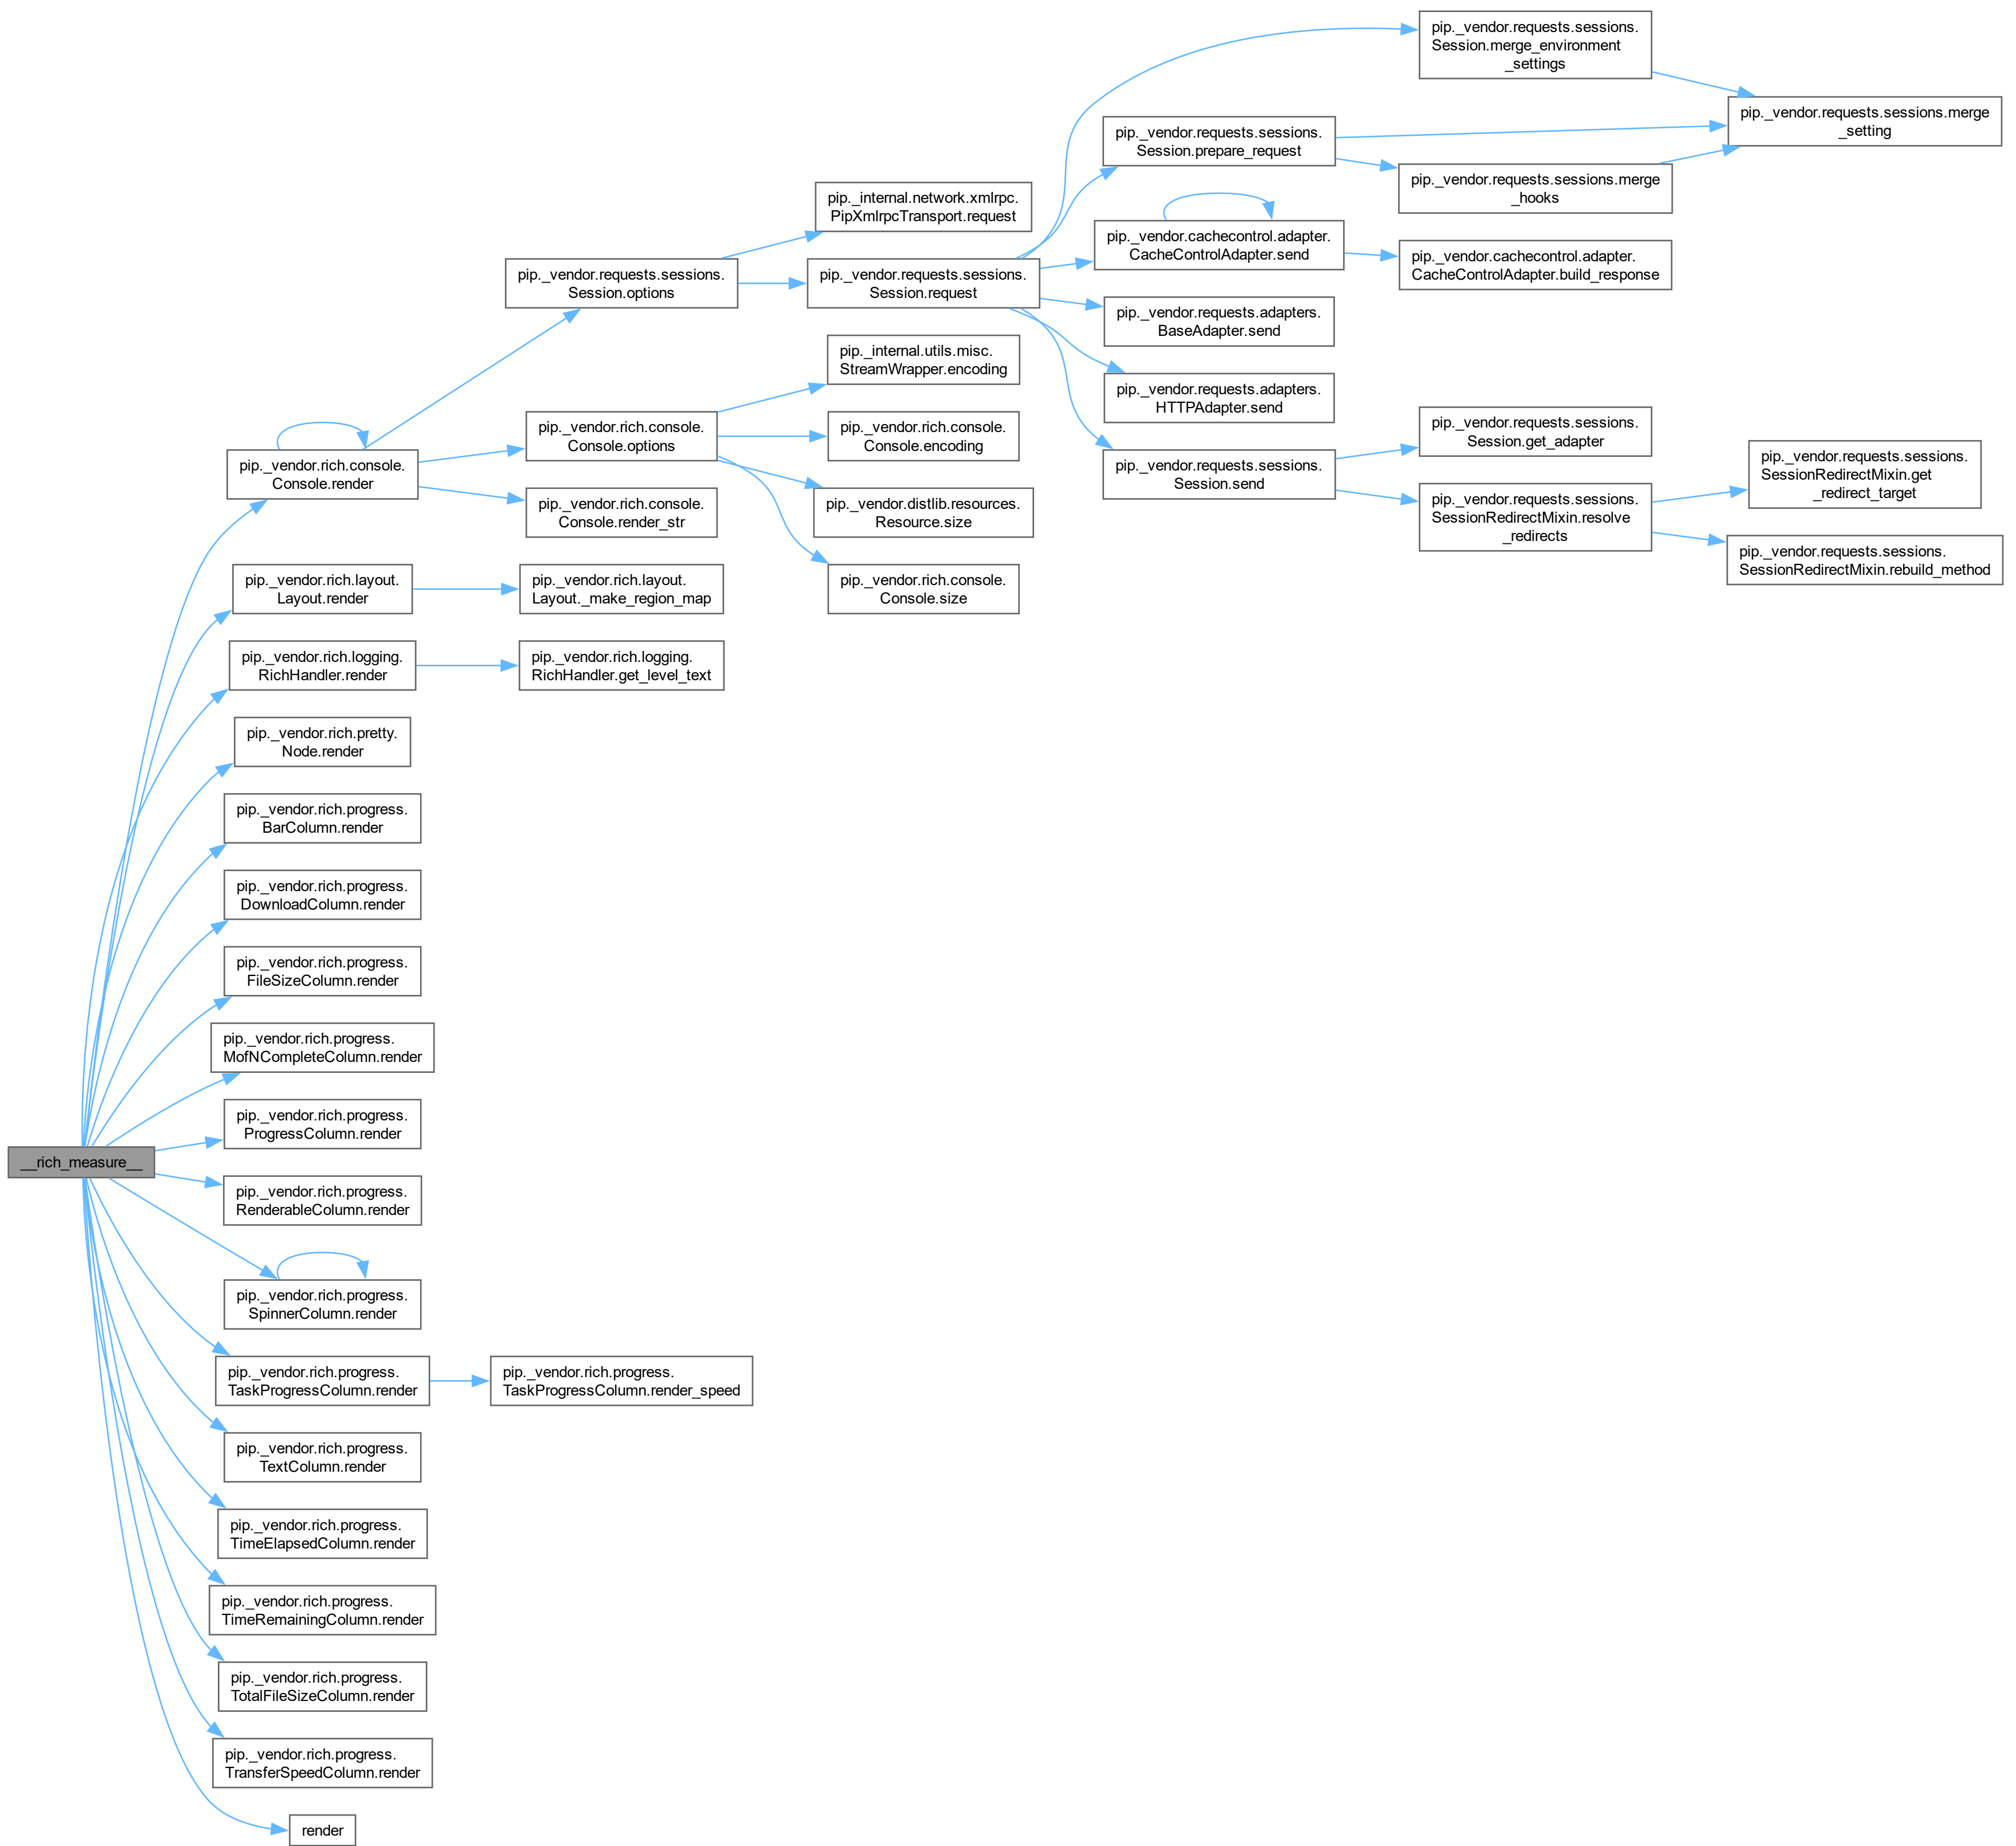 __rich_measure__
pip._vendor.rich.console.
Console.render
pip._vendor.requests.sessions.
Session.options
pip._internal.network.xmlrpc.
PipXmlrpcTransport.request
pip._vendor.requests.sessions.
Session.request
pip._vendor.requests.sessions.
Session.merge_environment
_settings
pip._vendor.requests.sessions.merge
_setting
pip._vendor.requests.sessions.
Session.prepare_request
pip._vendor.requests.sessions.merge
_hooks
pip._vendor.cachecontrol.adapter.
CacheControlAdapter.send
pip._vendor.cachecontrol.adapter.
CacheControlAdapter.build_response
pip._vendor.requests.adapters.
BaseAdapter.send
pip._vendor.requests.adapters.
HTTPAdapter.send
pip._vendor.requests.sessions.
Session.send
pip._vendor.requests.sessions.
Session.get_adapter
pip._vendor.requests.sessions.
SessionRedirectMixin.resolve
_redirects
pip._vendor.requests.sessions.
SessionRedirectMixin.get
_redirect_target
pip._vendor.requests.sessions.
SessionRedirectMixin.rebuild_method
pip._vendor.rich.console.
Console.options
pip._internal.utils.misc.
StreamWrapper.encoding
pip._vendor.rich.console.
Console.encoding
pip._vendor.distlib.resources.
Resource.size
pip._vendor.rich.console.
Console.size
pip._vendor.rich.console.
Console.render_str
pip._vendor.rich.layout.
Layout.render
pip._vendor.rich.layout.
Layout._make_region_map
pip._vendor.rich.logging.
RichHandler.render
pip._vendor.rich.logging.
RichHandler.get_level_text
pip._vendor.rich.pretty.
Node.render
pip._vendor.rich.progress.
BarColumn.render
pip._vendor.rich.progress.
DownloadColumn.render
pip._vendor.rich.progress.
FileSizeColumn.render
pip._vendor.rich.progress.
MofNCompleteColumn.render
pip._vendor.rich.progress.
ProgressColumn.render
pip._vendor.rich.progress.
RenderableColumn.render
pip._vendor.rich.progress.
SpinnerColumn.render
pip._vendor.rich.progress.
TaskProgressColumn.render
pip._vendor.rich.progress.
TaskProgressColumn.render_speed
pip._vendor.rich.progress.
TextColumn.render
pip._vendor.rich.progress.
TimeElapsedColumn.render
pip._vendor.rich.progress.
TimeRemainingColumn.render
pip._vendor.rich.progress.
TotalFileSizeColumn.render
pip._vendor.rich.progress.
TransferSpeedColumn.render
render